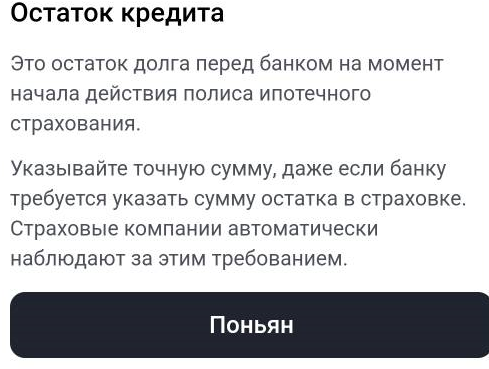 Остаток кредита
Это остаток долга перед банком на момент
начала действия полиса ипотечного
страхования.
Указывайте точную сумму, даже если банку
требуется указать сумму остатка в страховке.
Страховые компании автоматически
наблюдают за этим требованием.
Поньян